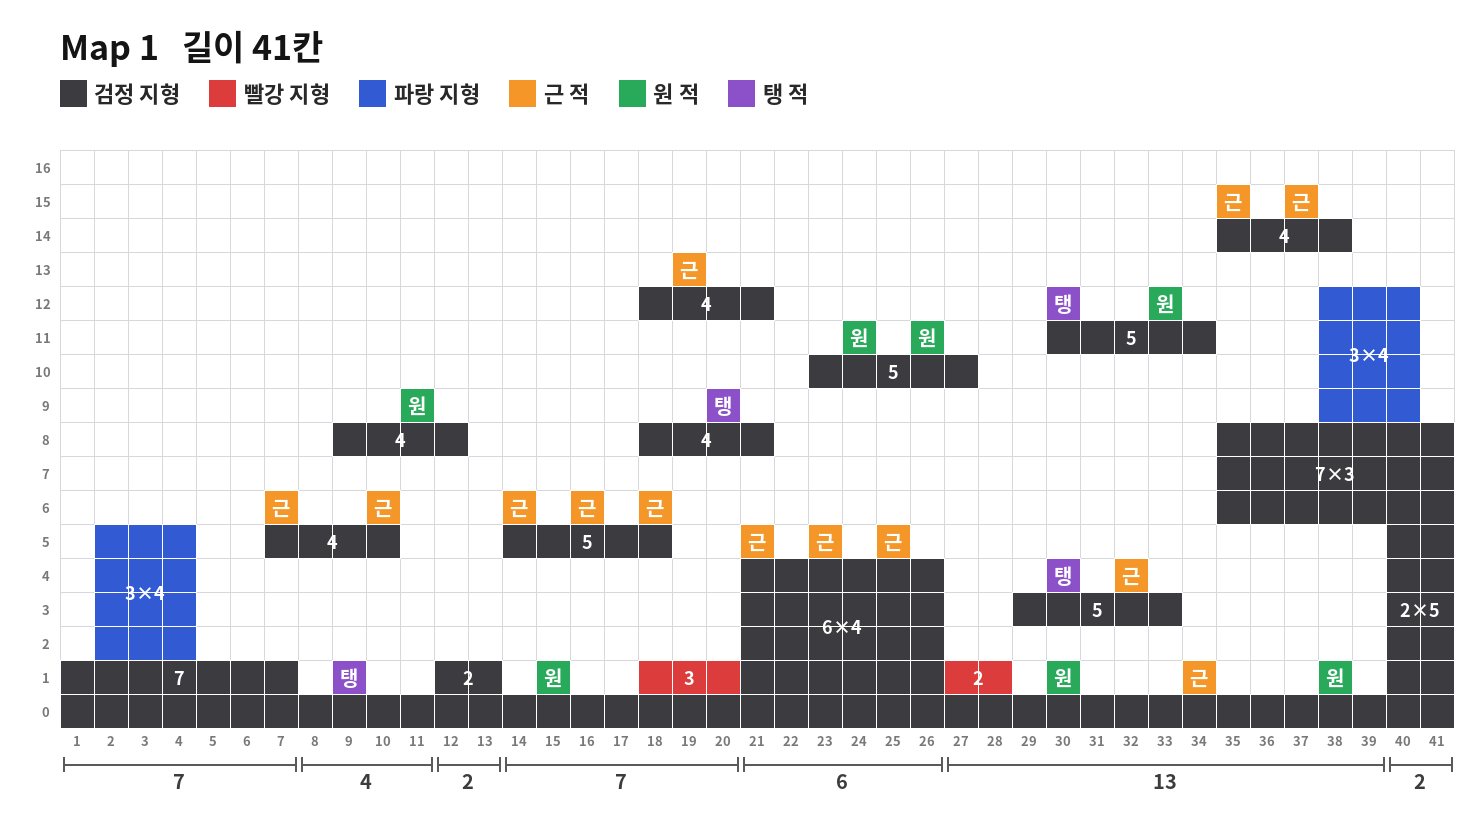 Map 1 길이 41칸
검정 지형 빨강 지형 파랑 지형 근 적 원 적 탱 적
16
15 근 근
14 4
13 근
12 4 탱 원
11 원 원 5
10 5 3×4
9 원 탱
8 4 4
7 7×3
6 근 근 근 근 근
5 4 5 근 근 근
4 탱 근
3 3×4 5 2×5
2 6×4
1 7 탱 2 원 3 2 원 근 원
0
1 2 3 4 5 6 7 8 9 10 11 12 13 14 15 16 17 18 19 20 21 22 23 24 25 26 27 28 29 30 31 32 33 34 35 36 37 38 39 40 41
7 4 2 7 6 13 2